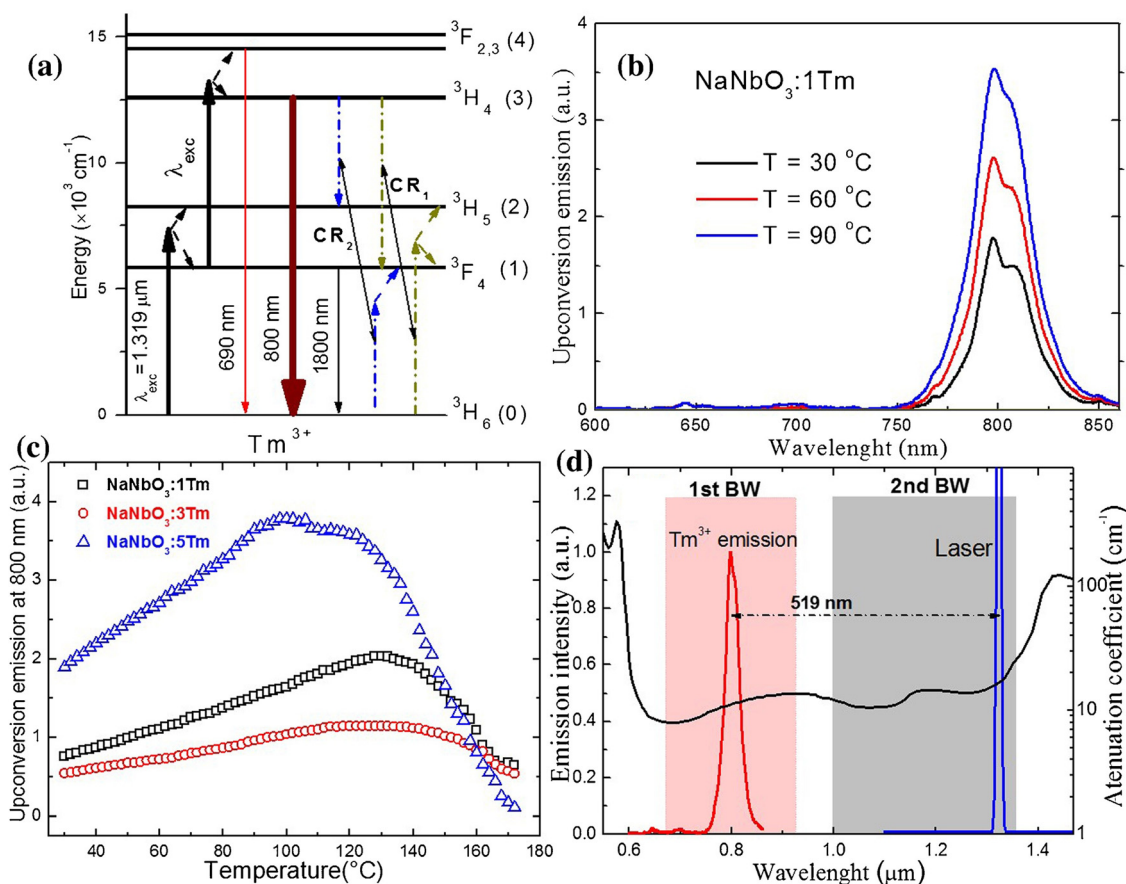 (a)
15
10
5
0
Energy (×10³ cm⁻¹)
³F₂,₃ (4)
³H₄ (3)
³H₅ (2)
³F₄ (1)
³H₆ (0)
λexc
λexc = 1.319 μm
690 nm
800 nm
1800 nm
CR₁
CR₂
Tm³⁺
(b)
NaNbO₃:1Tm
T = 30 °C
T = 60 °C
T = 90 °C
Upconversion emission (a.u.)
4
3
2
1
0
600 650 700 750 800 850
Wavelenght (nm)
(c)
NaNbO₃:1Tm
NaNbO₃:3Tm
NaNbO₃:5Tm
Upconversion emission at 800 nm (a.u.)
4
3
2
1
0
40 60 80 100 120 140 160 180
Temperature(°C)
(d)
1st BW
2nd BW
Tm³⁺ emission
Laser
519 nm
Emission intensity (a.u.)
1.2
1.0
0.8
0.6
0.4
0.2
0.0
0.6 0.8 1.0 1.2 1.4
Wavelenght (μm)
100
10
1
Atenuation coefficient (cm⁻¹)